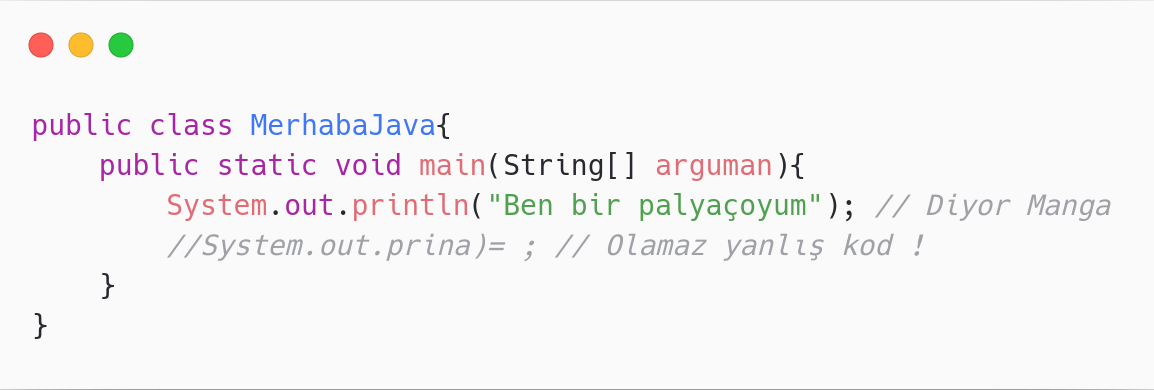 public class MerhabaJava{
    public static void main(String[] arguman){
        System.out.println("Ben bir palyaçoyum"); // Diyor Manga
        //System.out.prina)= ; // Olamaz yanlış kod !
    }
}